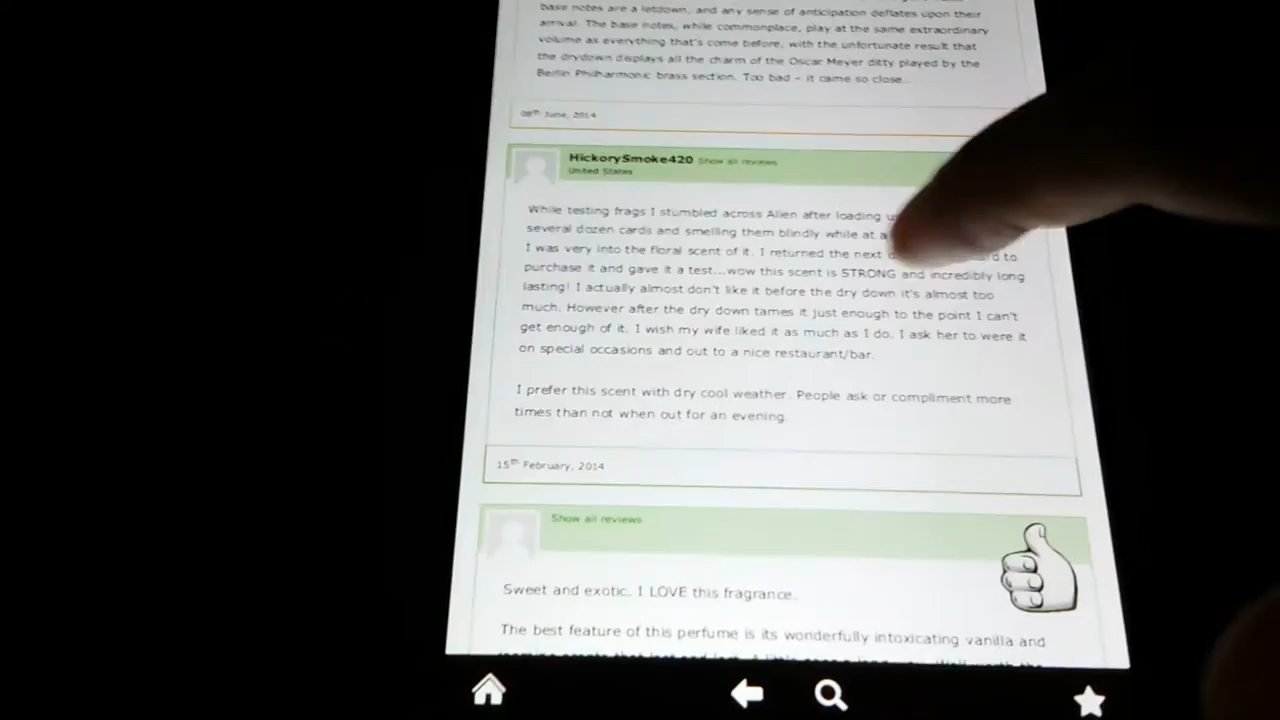 base notes are a letdown, and any sense of anticipation deflates upon their
arrival. The base notes, while commonplace, play at the same extraordinary
volume as everything that's come before, with the unfortunate result that
the drydown displays all the charm of the Oscar Meyer ditty played by the
Berlin Philharmonic brass section. Too bad – it came so close...
08th June, 2014
HickorySmoke420 Show all reviews
United States
While testing frags I stumbled across Alien after loading
several dozen cards and smelling them blindly while at
I was very into the floral scent of it. I returned the next to
purchase it and gave it a test...wow this scent is STRONG and incredibly long
lasting! I actually almost don't like it before the dry down it's almost too
much. However after the dry down tames it just enough to the point I can't
get enough of it. I wish my wife liked it as much as I do. I ask her to were it
on special occasions and out to a nice restaurant/bar.
I prefer this scent with dry cool weather. People ask or compliment more
times than not when out for an evening.
15th February, 2014
Show all reviews
Sweet and exotic. I LOVE this fragrance.
The best feature of this perfume is its wonderfully intoxicating vanilla and